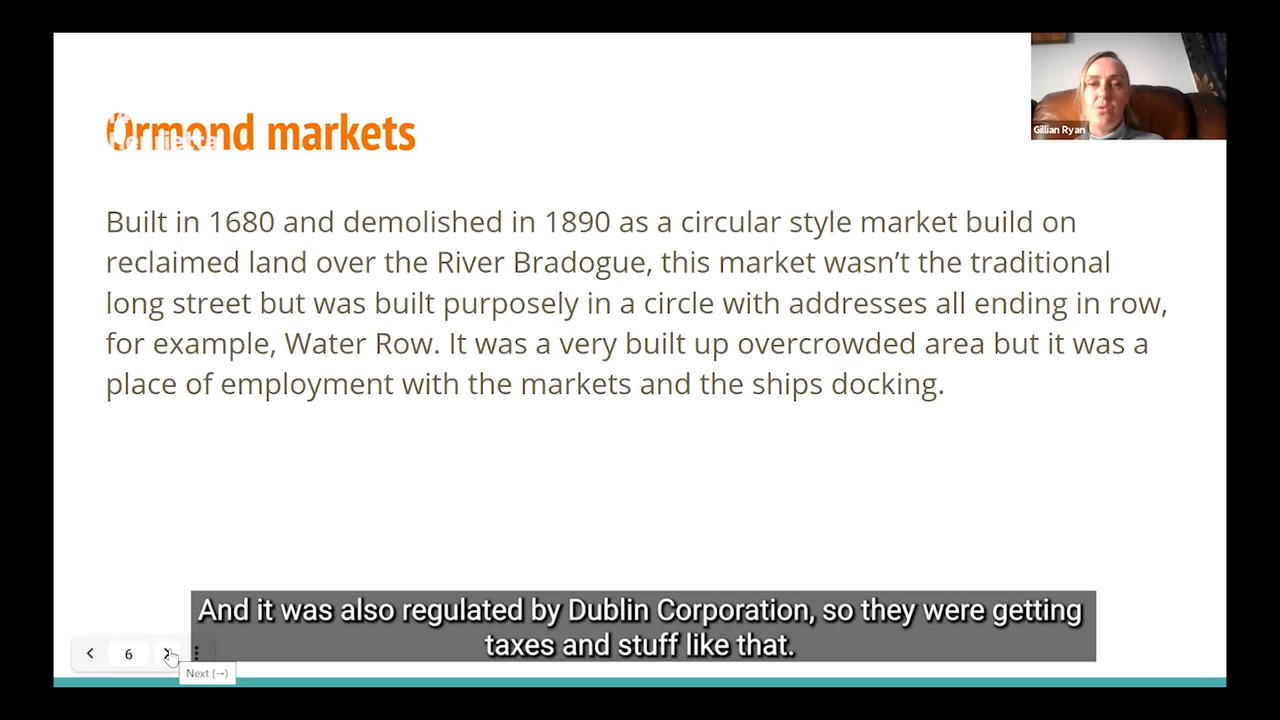 Ormond markets
Henrietta
Gillian Ryan
Built in 1680 and demolished in 1890 as a circular style market build on
reclaimed land over the River Bradogue, this market wasn't the traditional
long street but was built purposely in a circle with addresses all ending in row,
for example, Water Row. It was a very built up overcrowded area but it was a
place of employment with the markets and the ships docking.
And it was also regulated by Dublin Corporation, so they were getting
taxes and stuff like that.
6
Next (→)